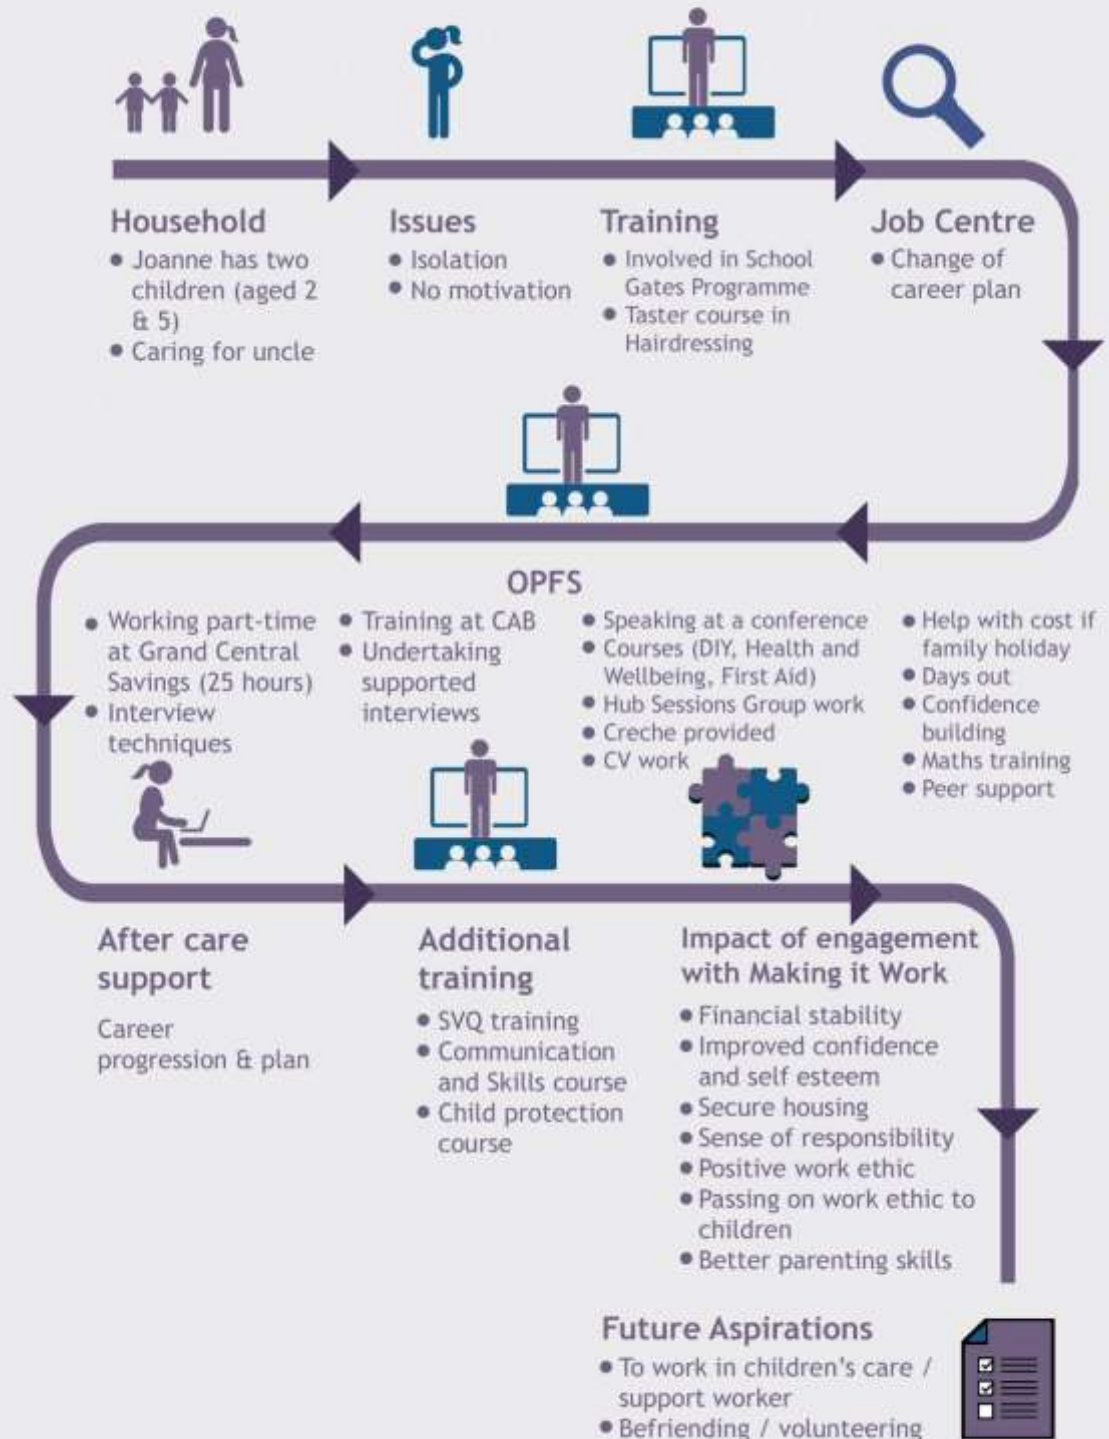 Household
• Joanne has two
children (aged 2
& 5)
• Caring for uncle
Issues
• Isolation
• No motivation
Training
• Involved in School
Gates Programme
• Taster course in
Hairdressing
Job Centre
• Change of
career plan
OPFS
• Working part-time
at Grand Central
Savings (25 hours)
• Interview
techniques
• Training at CAB
• Undertaking
supported
interviews
• Speaking at a conference
• Courses (DIY, Health and
Wellbeing, First Aid)
• Hub Sessions Group work
• Creche provided
• CV work
• Help with cost if
family holiday
• Days out
• Confidence
building
• Maths training
• Peer support
After care
support
Career
progression & plan
Additional
training
• SVQ training
• Communication
and Skills course
• Child protection
course
Impact of engagement
with Making it Work
• Financial stability
• Improved confidence
and self esteem
• Secure housing
• Sense of responsibility
• Positive work ethic
• Passing on work ethic to
children
• Better parenting skills
Future Aspirations
• To work in children's care /
support worker
• Befriending / volunteering